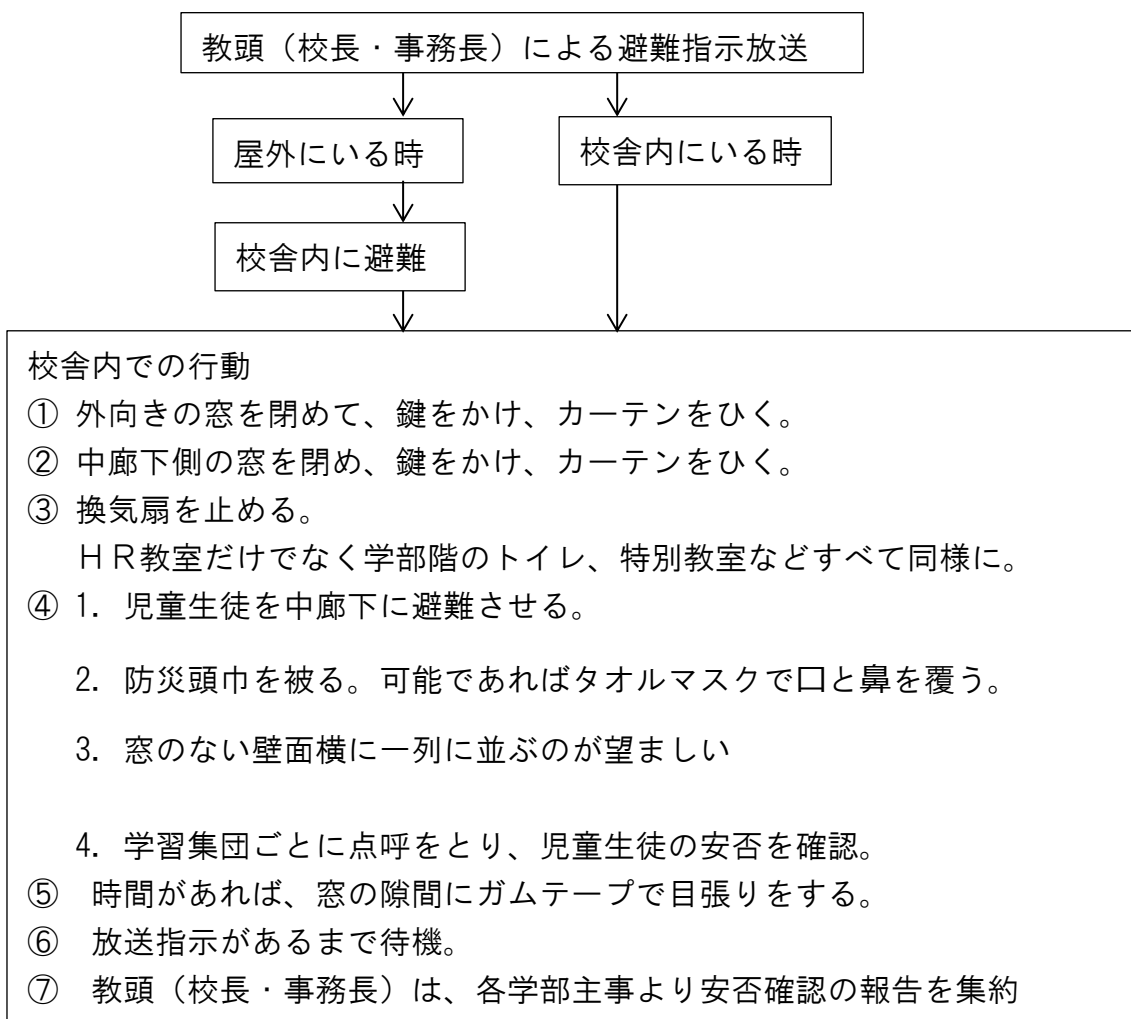 教頭（校長・事務長）による避難指示放送
屋外にいる時
校舎内にいる時
校舎内に避難
校舎内での行動
① 外向きの窓を閉めて、鍵をかけ、カーテンをひく。
② 中廊下側の窓を閉め、鍵をかけ、カーテンをひく。
③ 換気扇を止める。
ＨＲ教室だけでなく学部階のトイレ、特別教室などすべて同様に。
④ 1. 児童生徒を中廊下に避難させる。
2. 防災頭巾を被る。可能であればタオルマスクで口と鼻を覆う。
3. 窓のない壁面横に一列に並ぶのが望ましい
4. 学習集団ごとに点呼をとり、児童生徒の安否を確認。
⑤ 時間があれば、窓の隙間にガムテープで目張りをする。
⑥ 放送指示があるまで待機。
⑦ 教頭（校長・事務長）は、各学部主事より安否確認の報告を集約